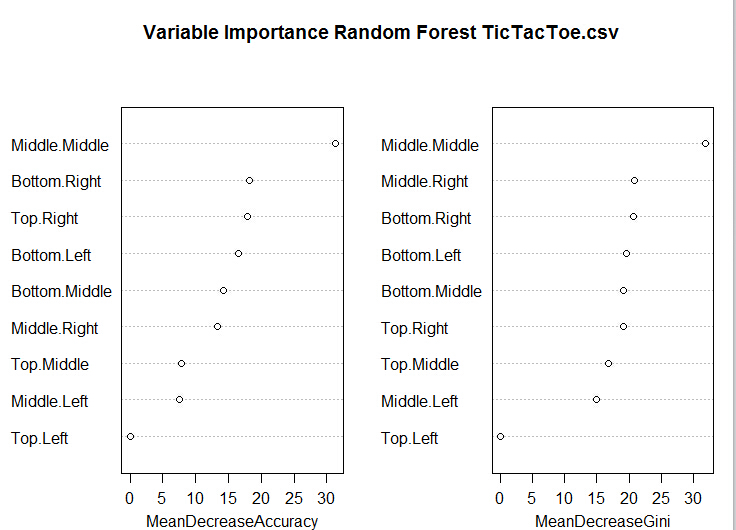 Variable Importance Random Forest TicTacToe.csv
Middle.Middle
Bottom.Right
Top.Right
Bottom.Left
Bottom.Middle
Middle.Right
Top.Middle
Middle.Left
Top.Left
0 5 10 15 20 25 30
MeanDecreaseAccuracy
Middle.Middle
Middle.Right
Bottom.Right
Bottom.Left
Bottom.Middle
Top.Right
Top.Middle
Middle.Left
Top.Left
0 5 10 15 20 25 30
MeanDecreaseGini